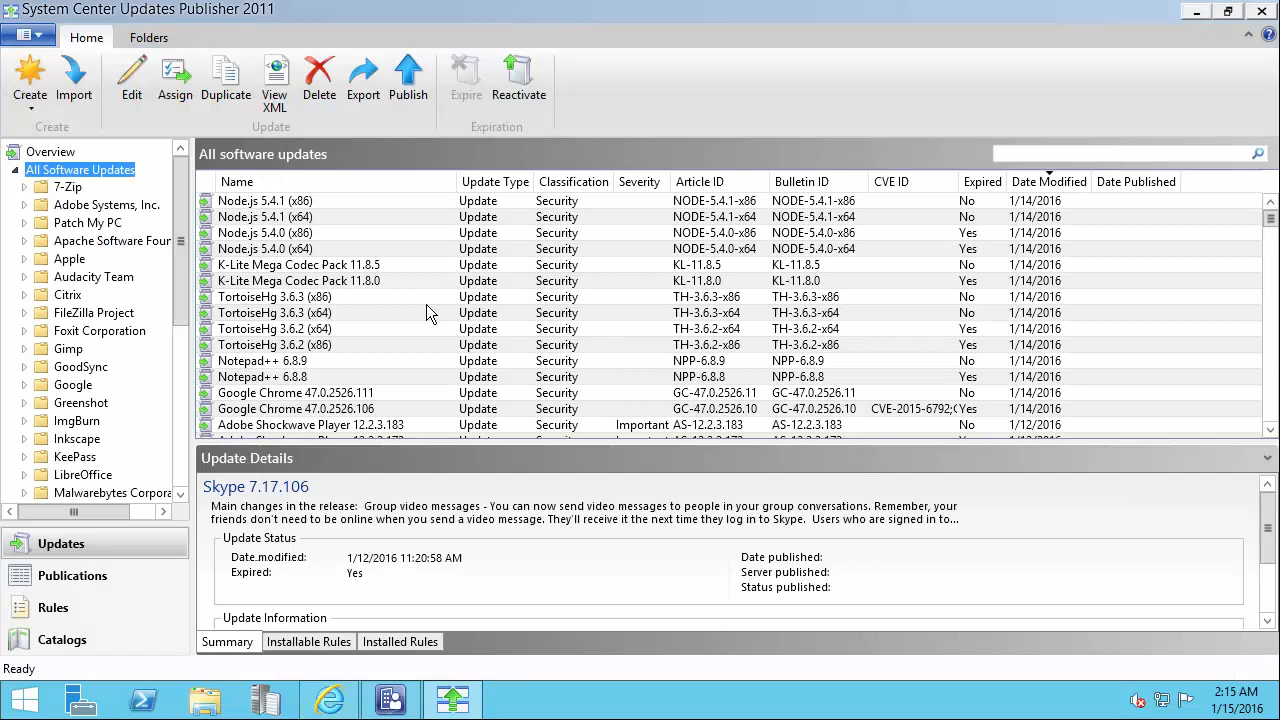 System Center Updates Publisher 2011
Home Folders
Create Import Edit Assign Duplicate View XML Delete Export Publish Expire Reactivate
Create Update Expiration
Overview
All Software Updates
7-Zip
Adobe Systems, Inc.
Patch My PC
Apache Software Four
Apple
Audacity Team
Citrix
FileZilla Project
Foxit Corporation
Gimp
GoodSync
Google
Greenshot
ImgBurn
Inkscape
KeePass
LibreOffice
Malwarebytes Corpora
Updates
Publications
Rules
Catalogs
All software updates
Name Update Type Classification Severity Article ID Bulletin ID CVE ID Expired Date Modified Date Published
Node.js 5.4.1 (x86) Update Security NODE-5.4.1-x86 NODE-5.4.1-x86 No 1/14/2016
Node.js 5.4.1 (x64) Update Security NODE-5.4.1-x64 NODE-5.4.1-x64 No 1/14/2016
Node.js 5.4.0 (x86) Update Security NODE-5.4.0-x86 NODE-5.4.0-x86 Yes 1/14/2016
Node.js 5.4.0 (x64) Update Security NODE-5.4.0-x64 NODE-5.4.0-x64 Yes 1/14/2016
K-Lite Mega Codec Pack 11.8.5 Update Security KL-11.8.5 KL-11.8.5 No 1/14/2016
K-Lite Mega Codec Pack 11.8.0 Update Security KL-11.8.0 KL-11.8.0 Yes 1/14/2016
TortoiseHg 3.6.3 (x86) Update Security TH-3.6.3-x86 TH-3.6.3-x86 No 1/14/2016
TortoiseHg 3.6.3 (x64) Update Security TH-3.6.3-x64 TH-3.6.3-x64 No 1/14/2016
TortoiseHg 3.6.2 (x64) Update Security TH-3.6.2-x64 TH-3.6.2-x64 Yes 1/14/2016
TortoiseHg 3.6.2 (x86) Update Security TH-3.6.2-x86 TH-3.6.2-x86 Yes 1/14/2016
Notepad++ 6.8.9 Update Security NPP-6.8.9 NPP-6.8.9 No 1/14/2016
Notepad++ 6.8.8 Update Security NPP-6.8.8 NPP-6.8.8 Yes 1/14/2016
Google Chrome 47.0.2526.111 Update Security GC-47.0.2526.11 GC-47.0.2526.11 No 1/14/2016
Google Chrome 47.0.2526.106 Update Security GC-47.0.2526.10 GC-47.0.2526.10 CVE-2015-6792;( Yes 1/14/2016
Adobe Shockwave Player 12.2.3.183 Update Security Important AS-12.2.3.183 AS-12.2.3.183 No 1/12/2016
Update Details
Skype 7.17.106
Main changes in the release: Group video messages - You can now send video messages to people in your group conversations. Remember, your
friends don't need to be online when you send a video message. They'll receive it the next time they log in to Skype. Users who are signed in to...
Update Status
Date modified: 1/12/2016 11:20:58 AM
Expired: Yes
Date published:
Server published:
Status published:
Update Information
Summary Installable Rules Installed Rules
Ready
2:15 AM
1/15/2016